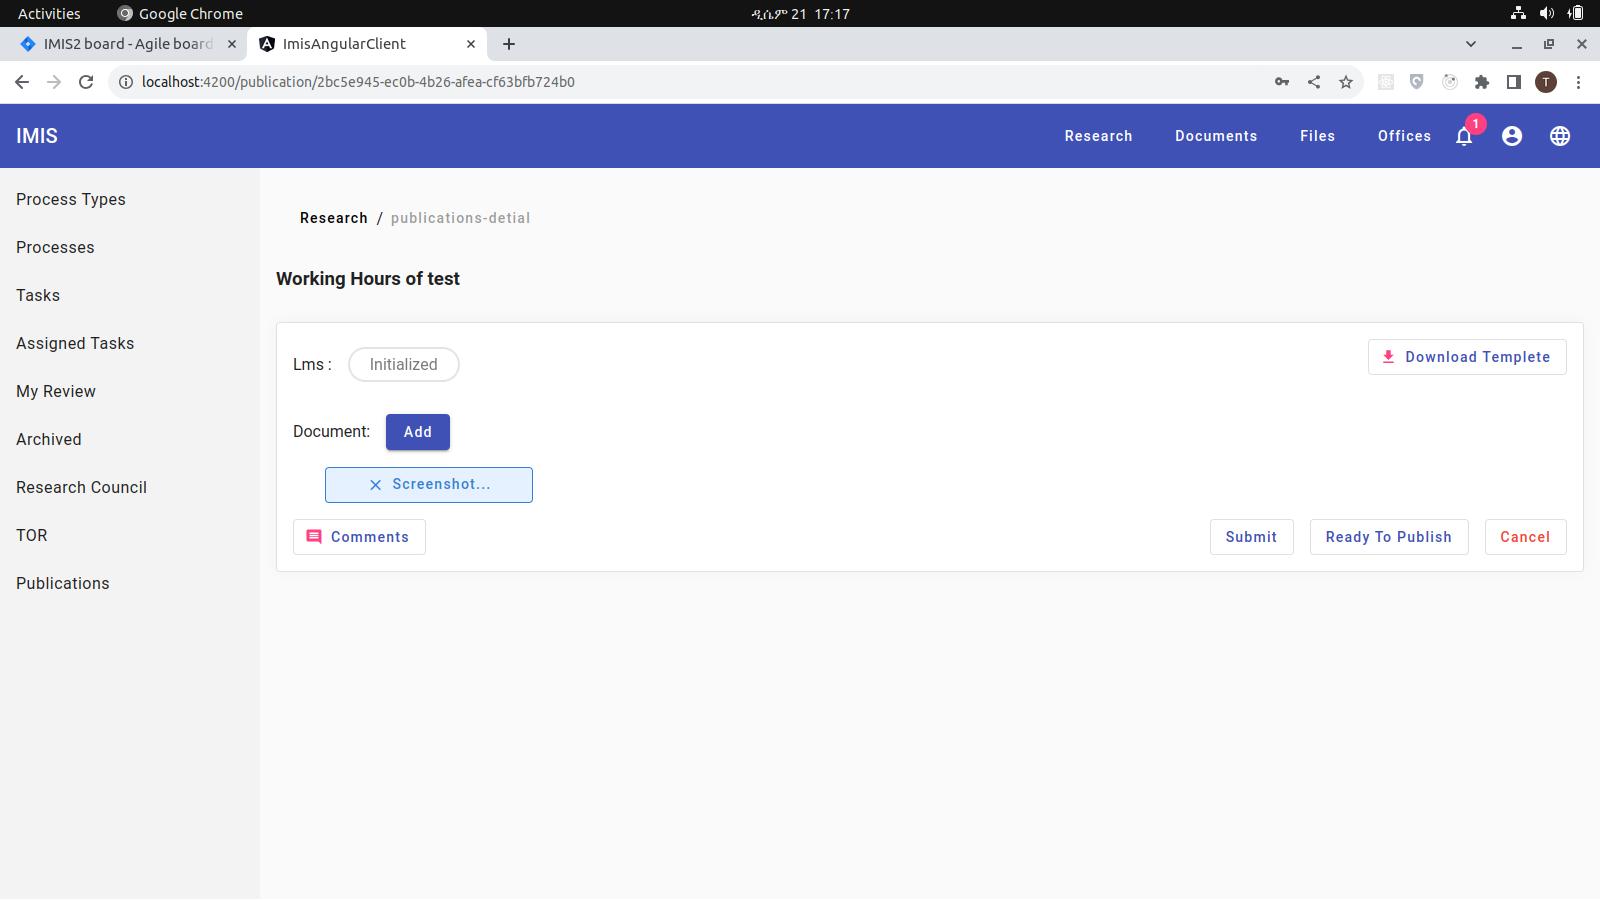 Activities Google Chrome ዲሴም 21 17:17
IMIS2 board - Agile board ImisAngularClient
localhost:4200/publication/2bc5e945-ec0b-4b26-afea-cf63bfb724b0 T
IMIS Research Documents Files Offices 1
Process Types
Processes
Tasks
Assigned Tasks
My Review
Archived
Research Council
TOR
Publications
Research / publications-detial
Working Hours of test
Lms : Initialized Download Templete
Document: Add
Screenshot...
Comments Submit Ready To Publish Cancel